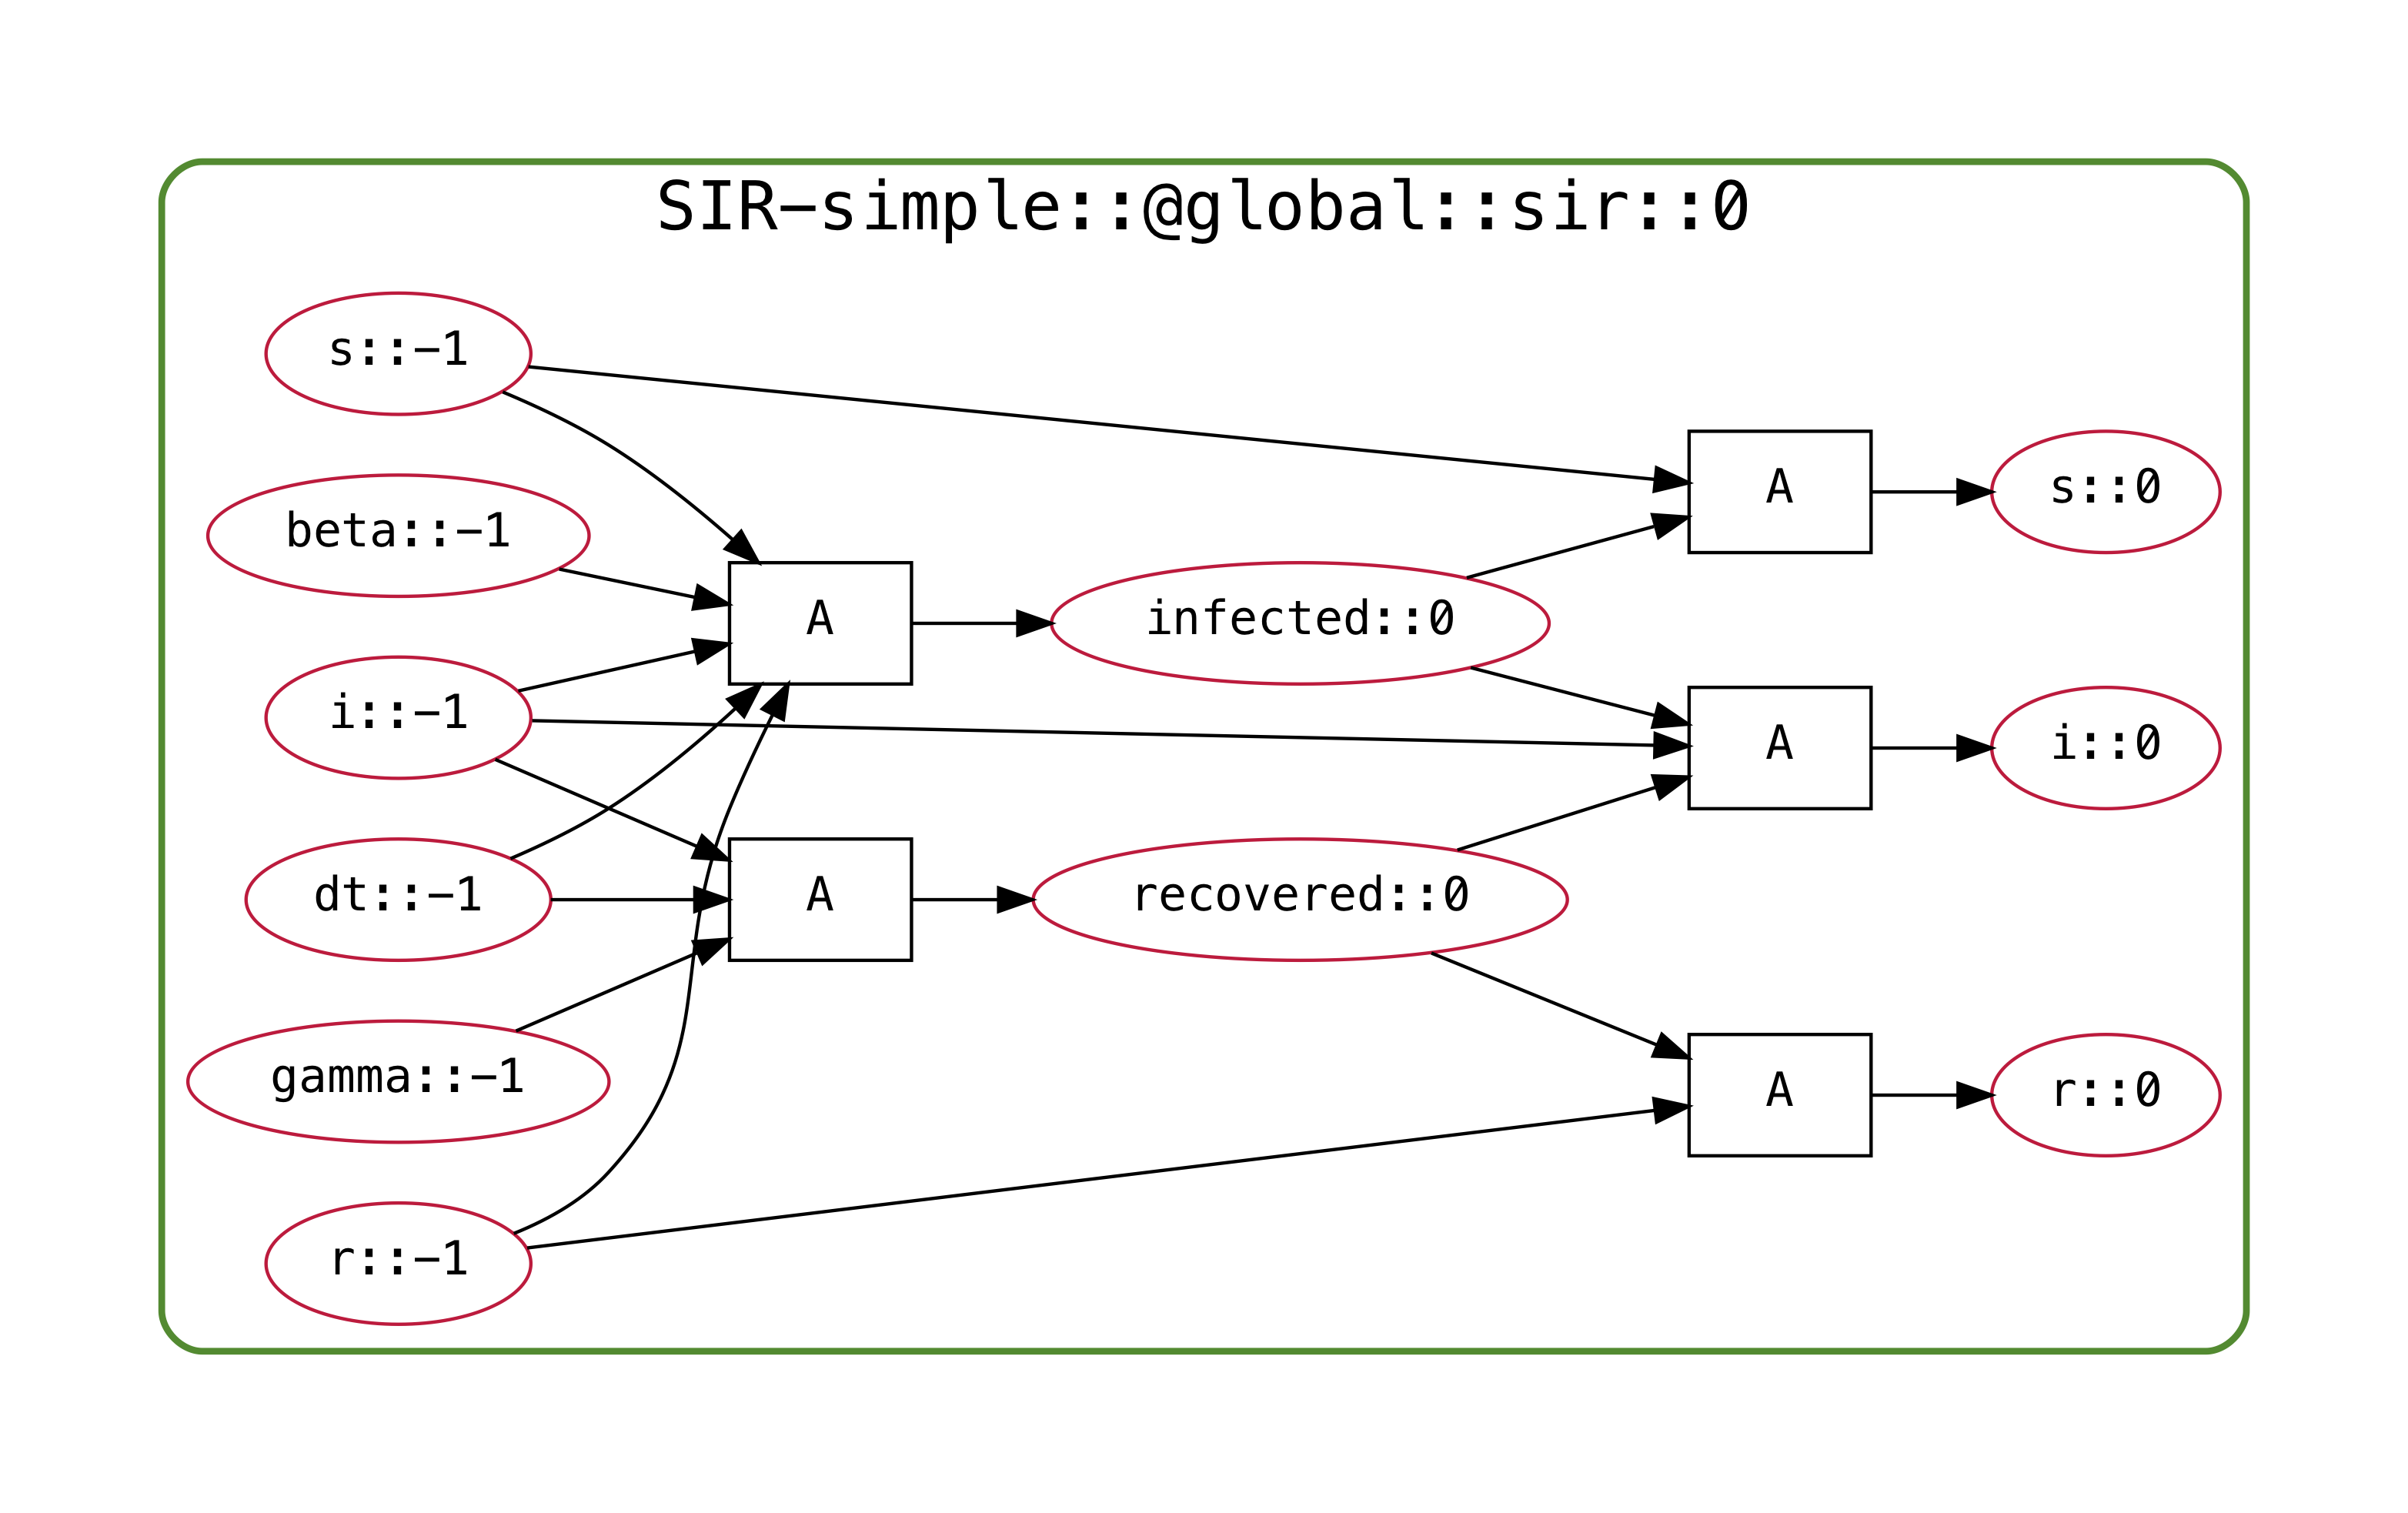 SIR−simple::@global::sir::0
s::−1
beta::−1
i::−1
dt::−1
gamma::−1
r::−1
A
A
infected::0
recovered::0
A
A
A
s::0
i::0
r::0